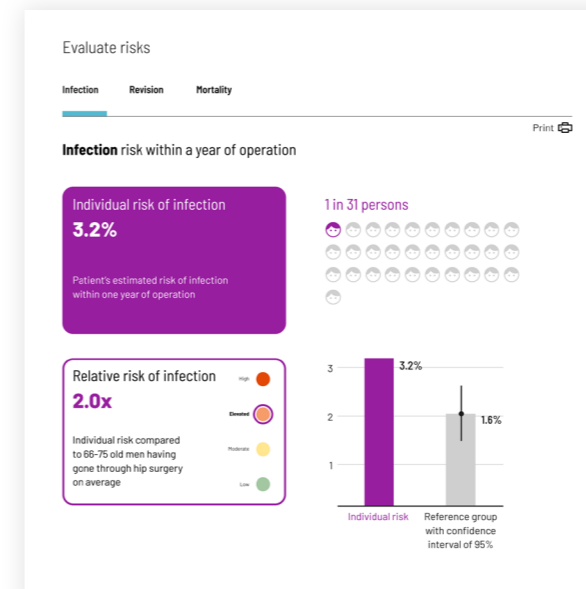 Evaluate risks
Infection Revision Mortality
Print
Infection risk within a year of operation
Individual risk of infection
3.2%
Patient's estimated risk of infection
within one year of operation
1 in 31 persons
Relative risk of infection
2.0x
Individual risk compared
to 66-75 old men having
gone through hip surgery
on average
High
Elevated
Moderate
Low
3
2
1
3.2%
1.6%
Individual risk
Reference group
with confidence
interval of 95%